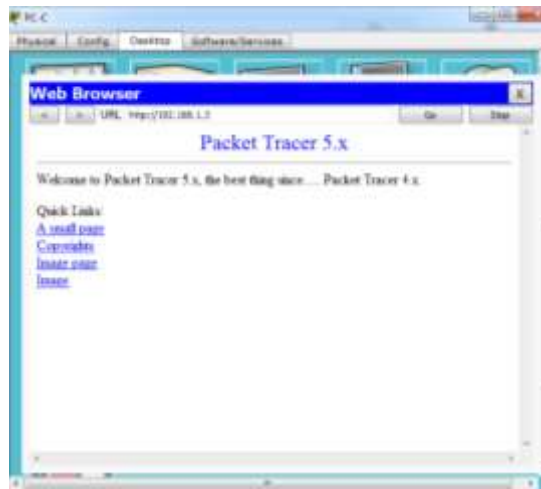 PC-C
Physical Config Desktop Software/Services
Web Browser X
< > URL Go Stop
Packet Tracer 5.x
Welcome to Packet Tracer 5.x, the best thing since..... Packet Tracer 4.x.
Quick Links:
A small page
Copyrights
Image page
Image